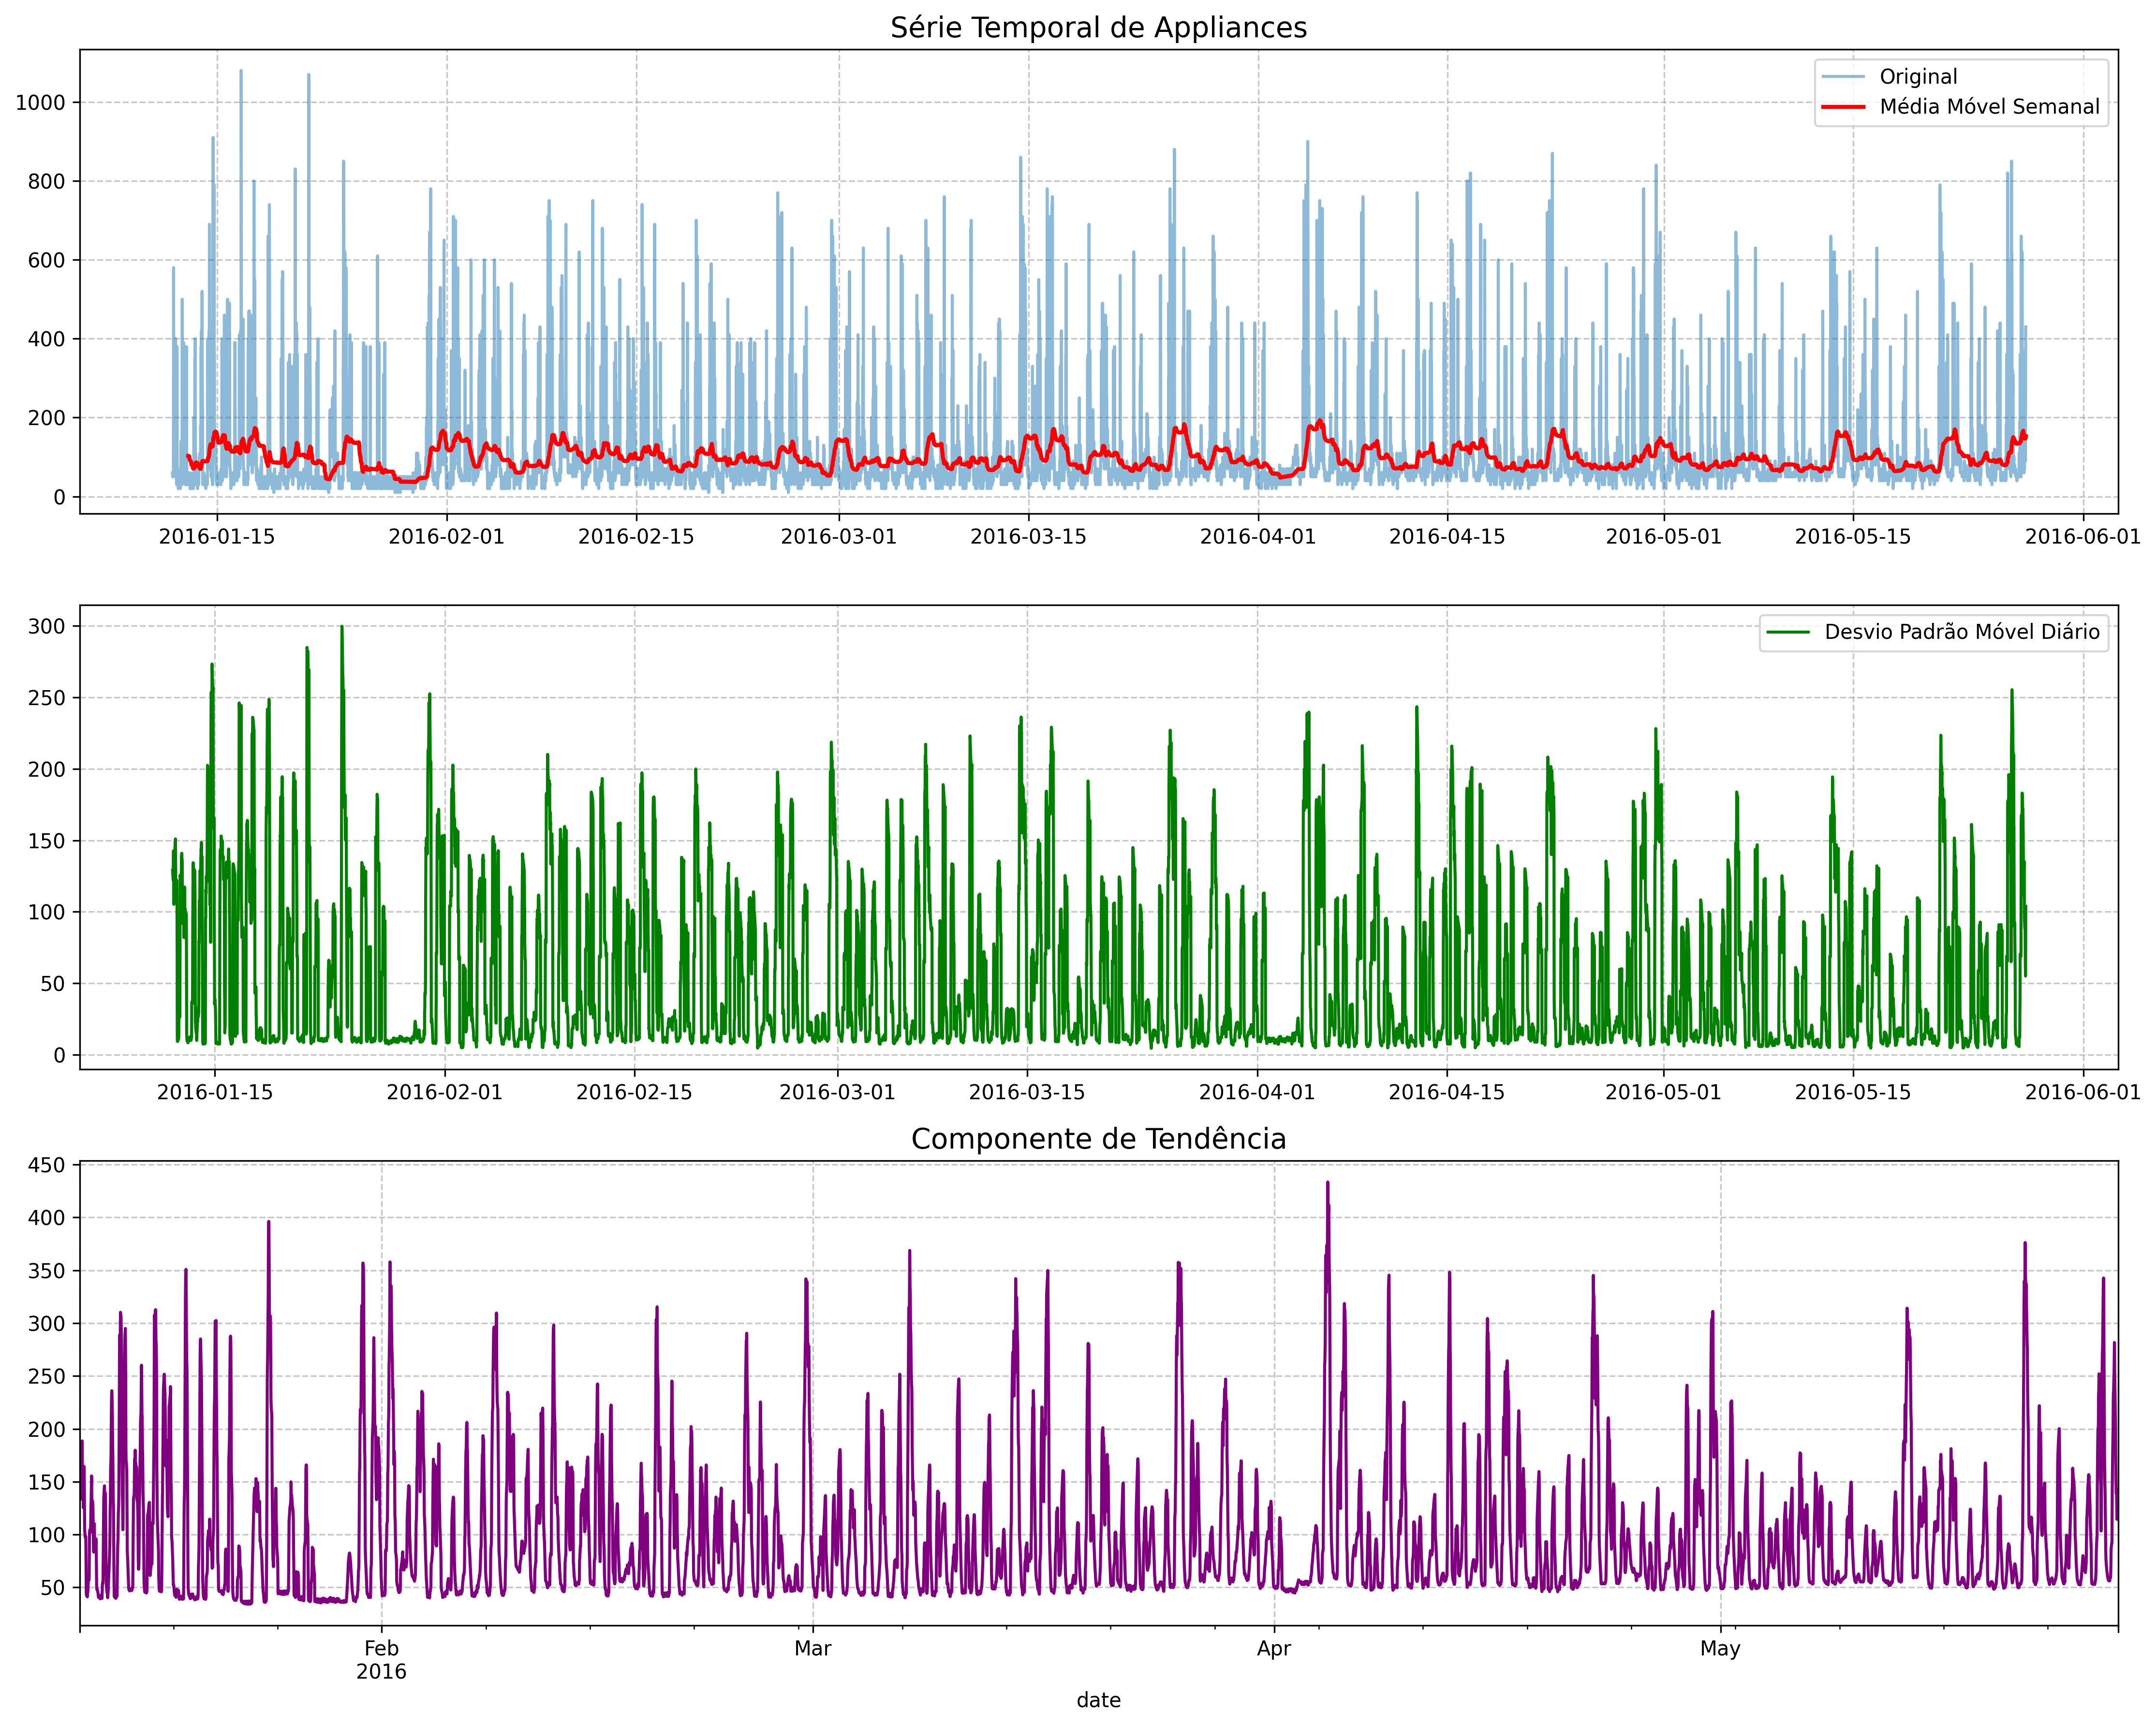 Série Temporal de Appliances
Original
Média Móvel Semanal
1000
800
600
400
200
0
2016-01-15 2016-02-01 2016-02-15 2016-03-01 2016-03-15 2016-04-01 2016-04-15 2016-05-01 2016-05-15 2016-06-01
Desvio Padrão Móvel Diário
300
250
200
150
100
50
0
2016-01-15 2016-02-01 2016-02-15 2016-03-01 2016-03-15 2016-04-01 2016-04-15 2016-05-01 2016-05-15 2016-06-01
Componente de Tendência
450
400
350
300
250
200
150
100
50
Feb Mar Apr May
2016
date